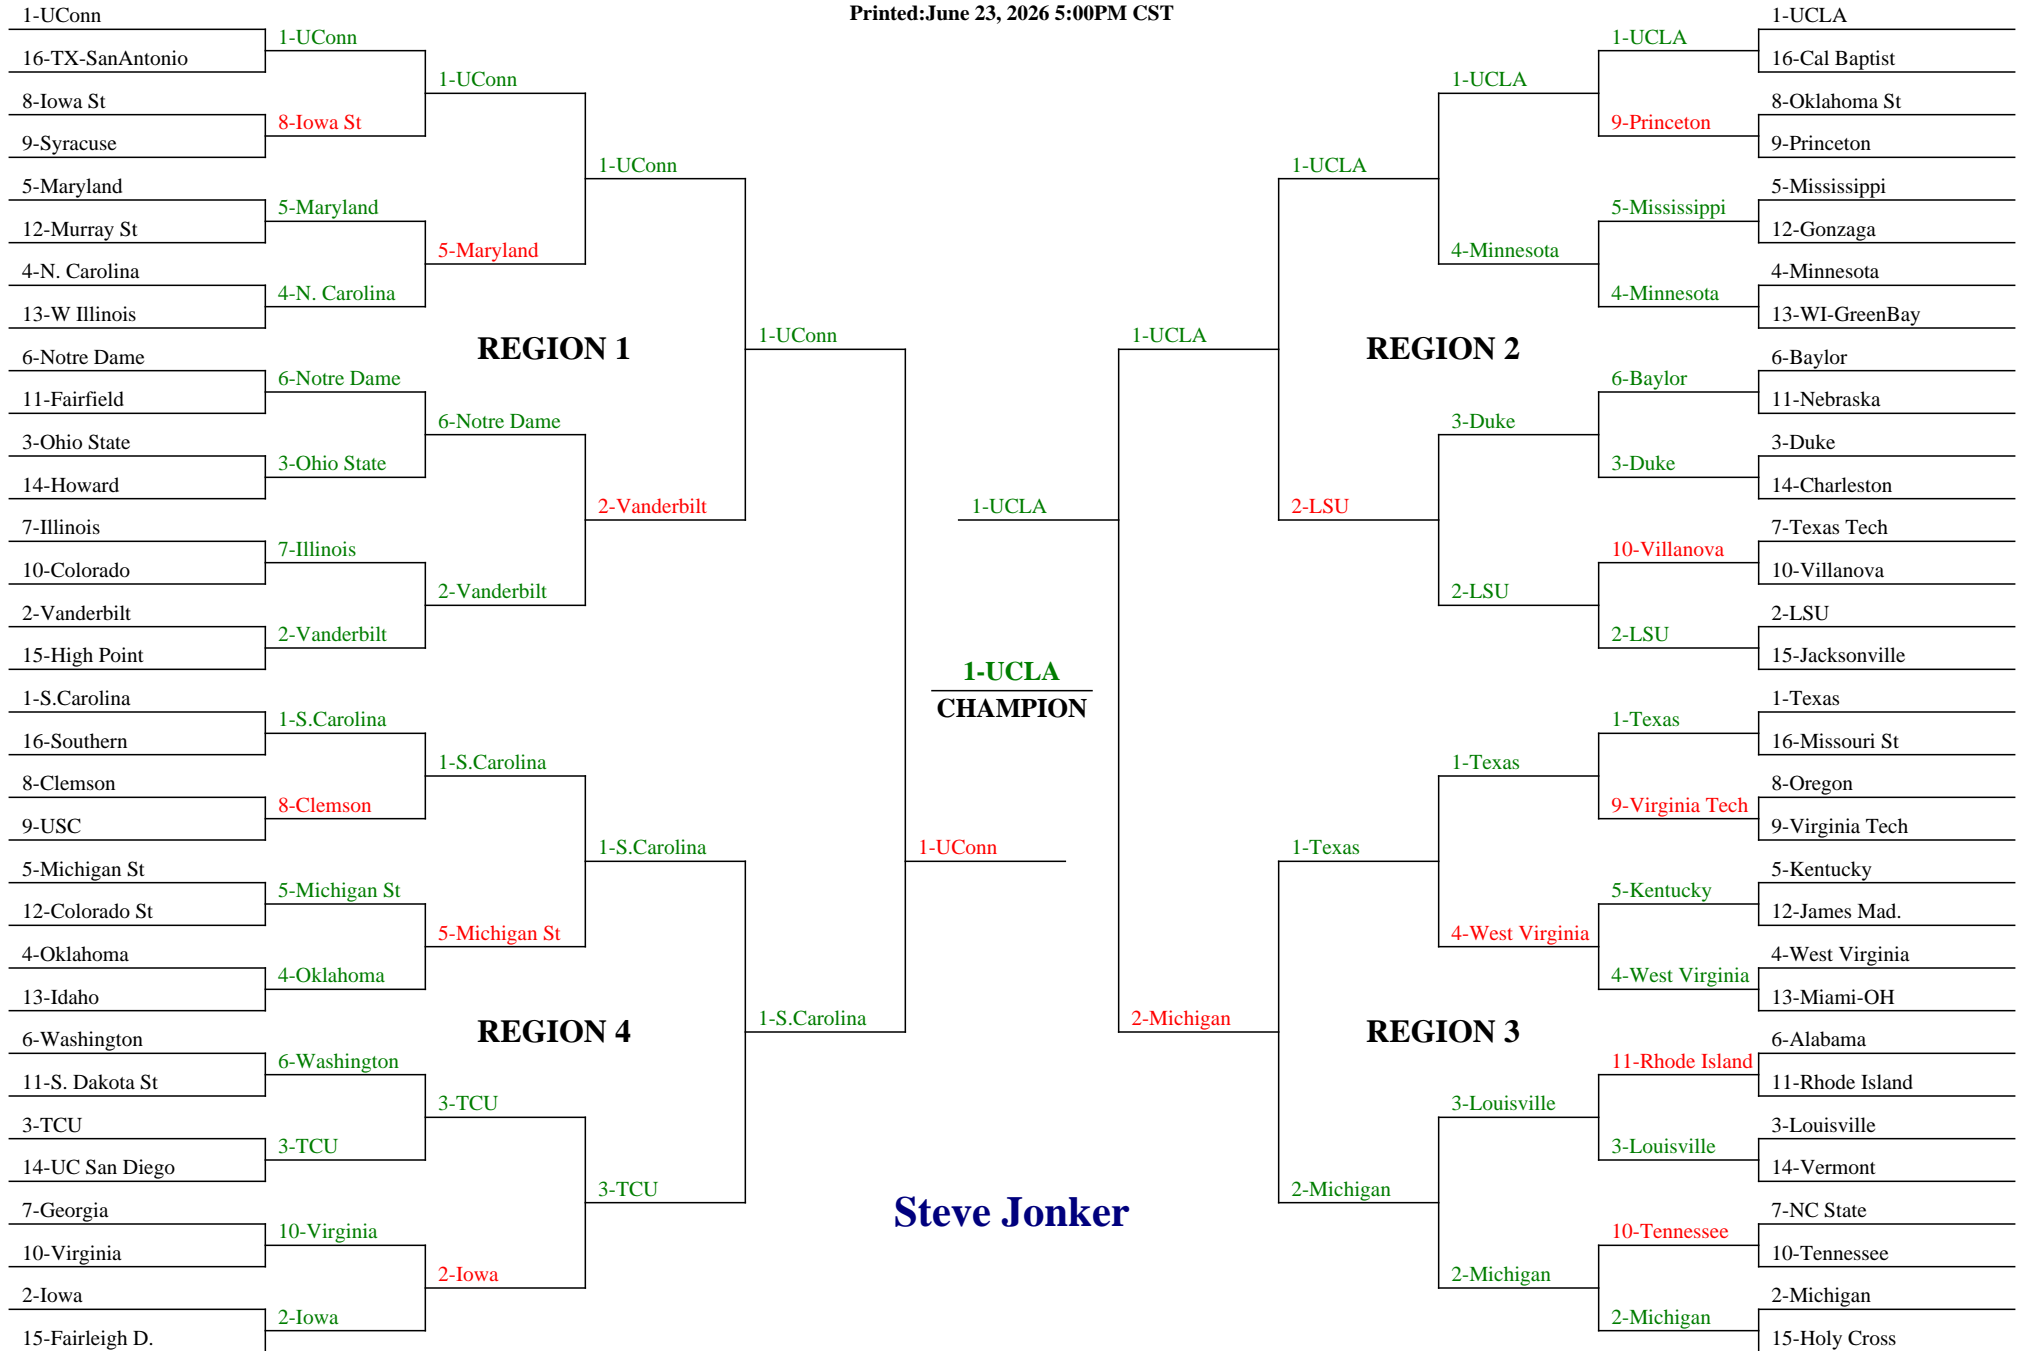 Printed:June 23, 2026 5:00PM CST
1-UConn
16-TX-SanAntonio
8-Iowa St
9-Syracuse
5-Maryland
12-Murray St
4-N. Carolina
13-W Illinois
6-Notre Dame
11-Fairfield
3-Ohio State
14-Howard
7-Illinois
10-Colorado
2-Vanderbilt
15-High Point
1-S.Carolina
16-Southern
8-Clemson
9-USC
5-Michigan St
12-Colorado St
4-Oklahoma
13-Idaho
6-Washington
11-S. Dakota St
3-TCU
14-UC San Diego
7-Georgia
10-Virginia
2-Iowa
15-Fairleigh D.
1-UConn
8-Iowa St
5-Maryland
4-N. Carolina
6-Notre Dame
3-Ohio State
7-Illinois
2-Vanderbilt
1-S.Carolina
8-Clemson
5-Michigan St
4-Oklahoma
6-Washington
3-TCU
10-Virginia
2-Iowa
1-UConn
5-Maryland
6-Notre Dame
2-Vanderbilt
1-S.Carolina
5-Michigan St
3-TCU
2-Iowa
REGION 1
REGION 4
1-UConn
2-Vanderbilt
1-S.Carolina
3-TCU
1-UConn
1-S.Carolina
1-UCLA
1-UCLA
CHAMPION
1-UConn
Steve Jonker
1-UCLA
2-Michigan
1-UCLA
2-LSU
1-Texas
2-Michigan
REGION 2
REGION 3
1-UCLA
4-Minnesota
3-Duke
2-LSU
1-Texas
4-West Virginia
3-Louisville
2-Michigan
1-UCLA
9-Princeton
5-Mississippi
4-Minnesota
6-Baylor
3-Duke
10-Villanova
2-LSU
1-Texas
9-Virginia Tech
5-Kentucky
4-West Virginia
11-Rhode Island
3-Louisville
10-Tennessee
2-Michigan
1-UCLA
16-Cal Baptist
8-Oklahoma St
9-Princeton
5-Mississippi
12-Gonzaga
4-Minnesota
13-WI-GreenBay
6-Baylor
11-Nebraska
3-Duke
14-Charleston
7-Texas Tech
10-Villanova
2-LSU
15-Jacksonville
1-Texas
16-Missouri St
8-Oregon
9-Virginia Tech
5-Kentucky
12-James Mad.
4-West Virginia
13-Miami-OH
6-Alabama
11-Rhode Island
3-Louisville
14-Vermont
7-NC State
10-Tennessee
2-Michigan
15-Holy Cross